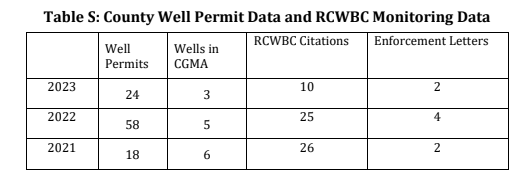 Table S: County Well Permit Data and RCWBC Monitoring Data
Well Permits Wells in CGMA RCWBC Citations Enforcement Letters
2023 24 3 10 2
2022 58 5 25 4
2021 18 6 26 2